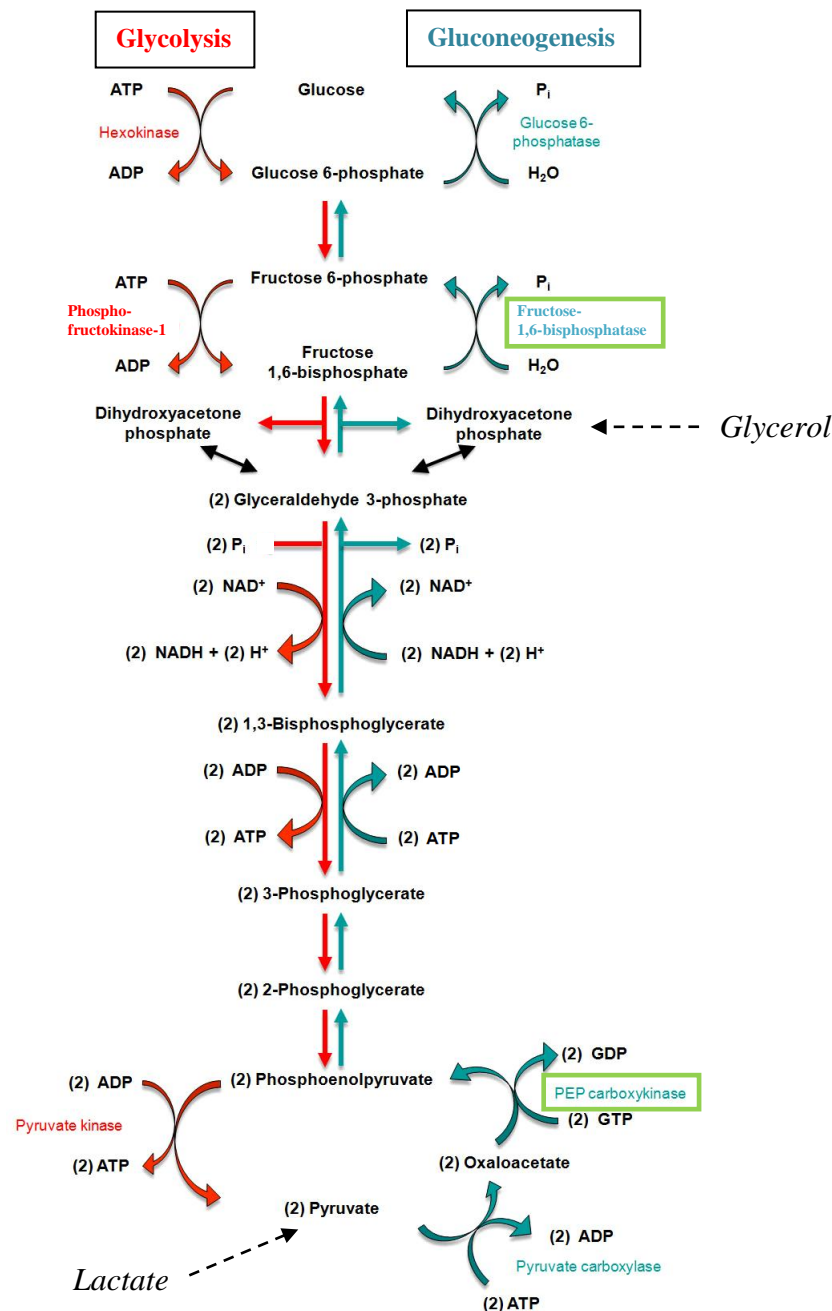 Glycolysis
Gluconeogenesis
ATP
Glucose
Pi
Hexokinase
Glucose 6-
phosphatase
ADP
Glucose 6-phosphate
H2O
ATP
Fructose 6-phosphate
Pi
Phospho-
fructokinase-1
Fructose-
1,6-bisphosphatase
ADP
Fructose
1,6-bisphosphate
H2O
Dihydroxyacetone
phosphate
Dihydroxyacetone
phosphate
Glycerol
(2) Glyceraldehyde 3-phosphate
(2) Pi
(2) Pi
(2) NAD+
(2) NAD+
(2) NADH + (2) H+
(2) NADH + (2) H+
(2) 1,3-Bisphosphoglycerate
(2) ADP
(2) ADP
(2) ATP
(2) ATP
(2) 3-Phosphoglycerate
(2) 2-Phosphoglycerate
(2) GDP
(2) ADP
(2) Phosphoenolpyruvate
PEP carboxykinase
Pyruvate kinase
(2) GTP
(2) ATP
(2) Oxaloacetate
(2) Pyruvate
(2) ADP
Pyruvate carboxylase
Lactate
(2) ATP